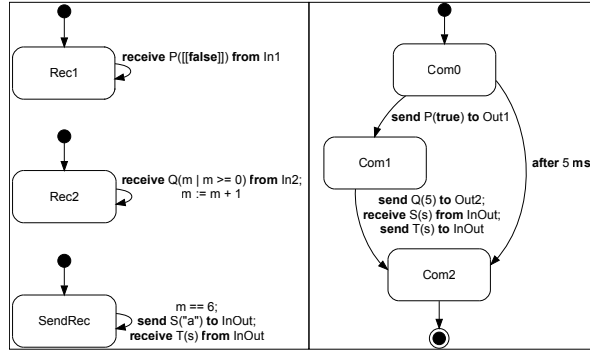 Rec1
receive P([[false]]) from In1
Rec2
receive Q(m | m >= 0) from In2;
m := m + 1
SendRec
m == 6;
send S("a") to InOut;
receive T(s) from InOut
Com0
send P(true) to Out1
Com1
after 5 ms
send Q(5) to Out2;
receive S(s) from InOut;
send T(s) to InOut
Com2